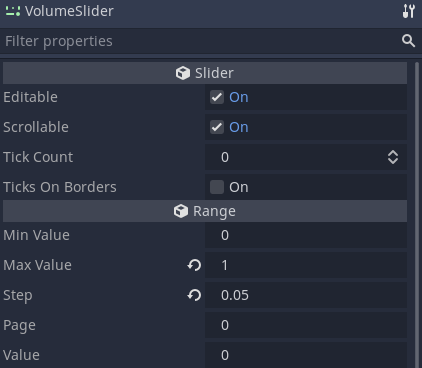 VolumeSlider
Filter properties
Slider
Editable On
Scrollable On
Tick Count 0
Ticks On Borders On
Range
Min Value 0
Max Value 1
Step 0.05
Page 0
Value 0